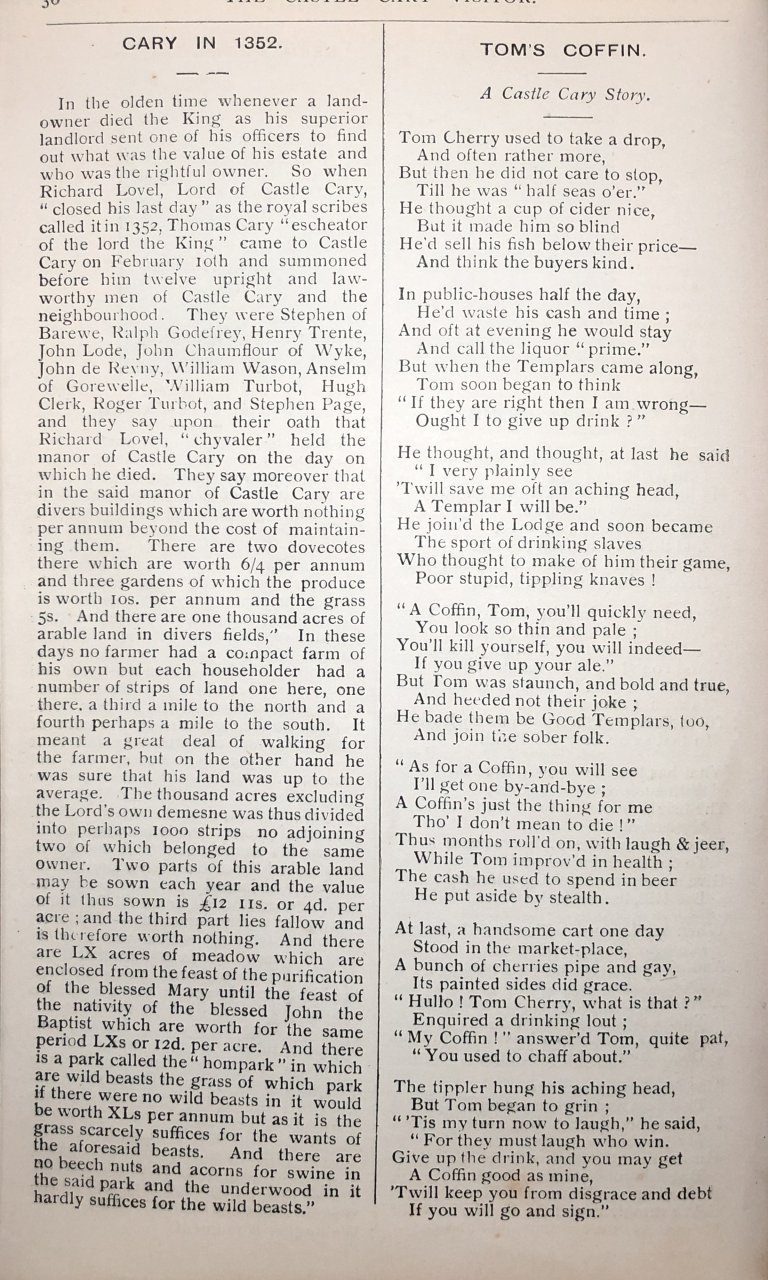 THE CASTLE CARY VISITOR.
CARY IN 1352.
In the olden time whenever a land-
owner died the King as his superior
landlord sent one of his officers to find
out what was the value of his estate and
who was the rightful owner. So when
Richard Lovel, Lord of Castle Cary,
“ closed his last day ” as the royal scribes
called it in 1352, Thomas Cary “escheator
of the lord the King ” came to Castle
Cary on February 10th and summoned
before him twelve upright and law-
worthy men of Castle Cary and the
neighbourhood. They were Stephen of
Barewe, Ralph Godefrey, Henry Trente,
John Lode, John Chaumflour of Wyke,
John de Reyny, William Wason, Anselm
of Gorewelle, William Turbot, Hugh
Clerk, Roger Turbot, and Stephen Page,
and they say upon their oath that
Richard Lovel, “ chyvaler ” held the
manor of Castle Cary on the day on
which he died. They say moreover that
in the said manor of Castle Cary are
divers buildings which are worth nothing
per annum beyond the cost of maintain-
ing them. There are two dovecotes
there which are worth 6/4 per annum
and three gardens of which the produce
is worth 10s. per annum and the grass
5s. And there are one thousand acres of
arable land in divers fields,” In these
days no farmer had a compact farm of
his own but each householder had a
number of strips of land one here, one
there, a third a mile to the north and a
fourth perhaps a mile to the south. It
meant a great deal of walking for
the farmer, but on the other hand he
was sure that his land was up to the
average. The thousand acres excluding
the Lord's own demesne was thus divided
into perhaps 1000 strips no adjoining
two of which belonged to the same
owner. Two parts of this arable land
may be sown each year and the value
of it thus sown is £12 11s. or 4d. per
acre ; and the third part lies fallow and
is therefore worth nothing. And there
are LX acres of meadow which are
enclosed from the feast of the purification
of the blessed Mary until the feast of
the nativity of the blessed John the
Baptist which are worth for the same
period LXs or 12d. per acre. And there
is a park called the “ hompark ” in which
are wild beasts the grass of which park
if there were no wild beasts in it would
be worth XLs per annum but as it is the
grass scarcely suffices for the wants of
the aforesaid beasts. And there are
no beech nuts and acorns for swine in
the said park and the underwood in it
hardly suffices for the wild beasts.”
TOM'S COFFIN.
A Castle Cary Story.
Tom Cherry used to take a drop,
And often rather more,
But then he did not care to stop,
Till he was “ half seas o'er.”
He thought a cup of cider nice,
But it made him so blind
He'd sell his fish below their price—
And think the buyers kind.
In public-houses half the day,
He'd waste his cash and time ;
And oft at evening he would stay
And call the liquor “ prime.”
But when the Templars came along,
Tom soon began to think
“ If they are right then I am wrong—
Ought I to give up drink ? ”
He thought, and thought, at last he said
“ I very plainly see
'Twill save me oft an aching head,
A Templar I will be.”
He join'd the Lodge and soon became
The sport of drinking slaves
Who thought to make of him their game,
Poor stupid, tippling knaves !
“ A Coffin, Tom, you'll quickly need,
You look so thin and pale ;
You'll kill yourself, you will indeed—
If you give up your ale.”
But Tom was staunch, and bold and true,
And heeded not their joke ;
He bade them be Good Templars, too,
And join the sober folk.
“ As for a Coffin, you will see
I'll get one by-and-bye ;
A Coffin's just the thing for me
Tho' I don't mean to die ! ”
Thus months roll'd on, with laugh & jeer,
While Tom improv'd in health ;
The cash he used to spend in beer
He put aside by stealth.
At last, a handsome cart one day
Stood in the market-place,
A bunch of cherries pipe and gay,
Its painted sides did grace.
“ Hullo ! Tom Cherry, what is that ? ”
Enquired a drinking lout ;
“ My Coffin ! ” answer'd Tom, quite pat,
“ You used to chaff about.”
The tippler hung his aching head,
But Tom began to grin ;
“ 'Tis my turn now to laugh,” he said,
“ For they must laugh who win.
Give up the drink, and you may get
A Coffin good as mine,
'Twill keep you from disgrace and debt
If you will go and sign.”